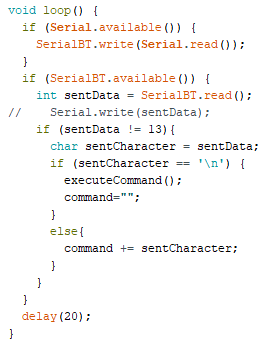 void loop() {
  if (Serial.available()) {
    SerialBT.write(Serial.read());
  }
  if (SerialBT.available()) {
    int sentData = SerialBT.read();
//    Serial.write(sentData);
    if (sentData != 13){
      char sentCharacter = sentData;
      if (sentCharacter == '\n') {
        executeCommand();
        command="";
      }
      else{
        command += sentCharacter;
      }
    }
  }
  delay(20);
}